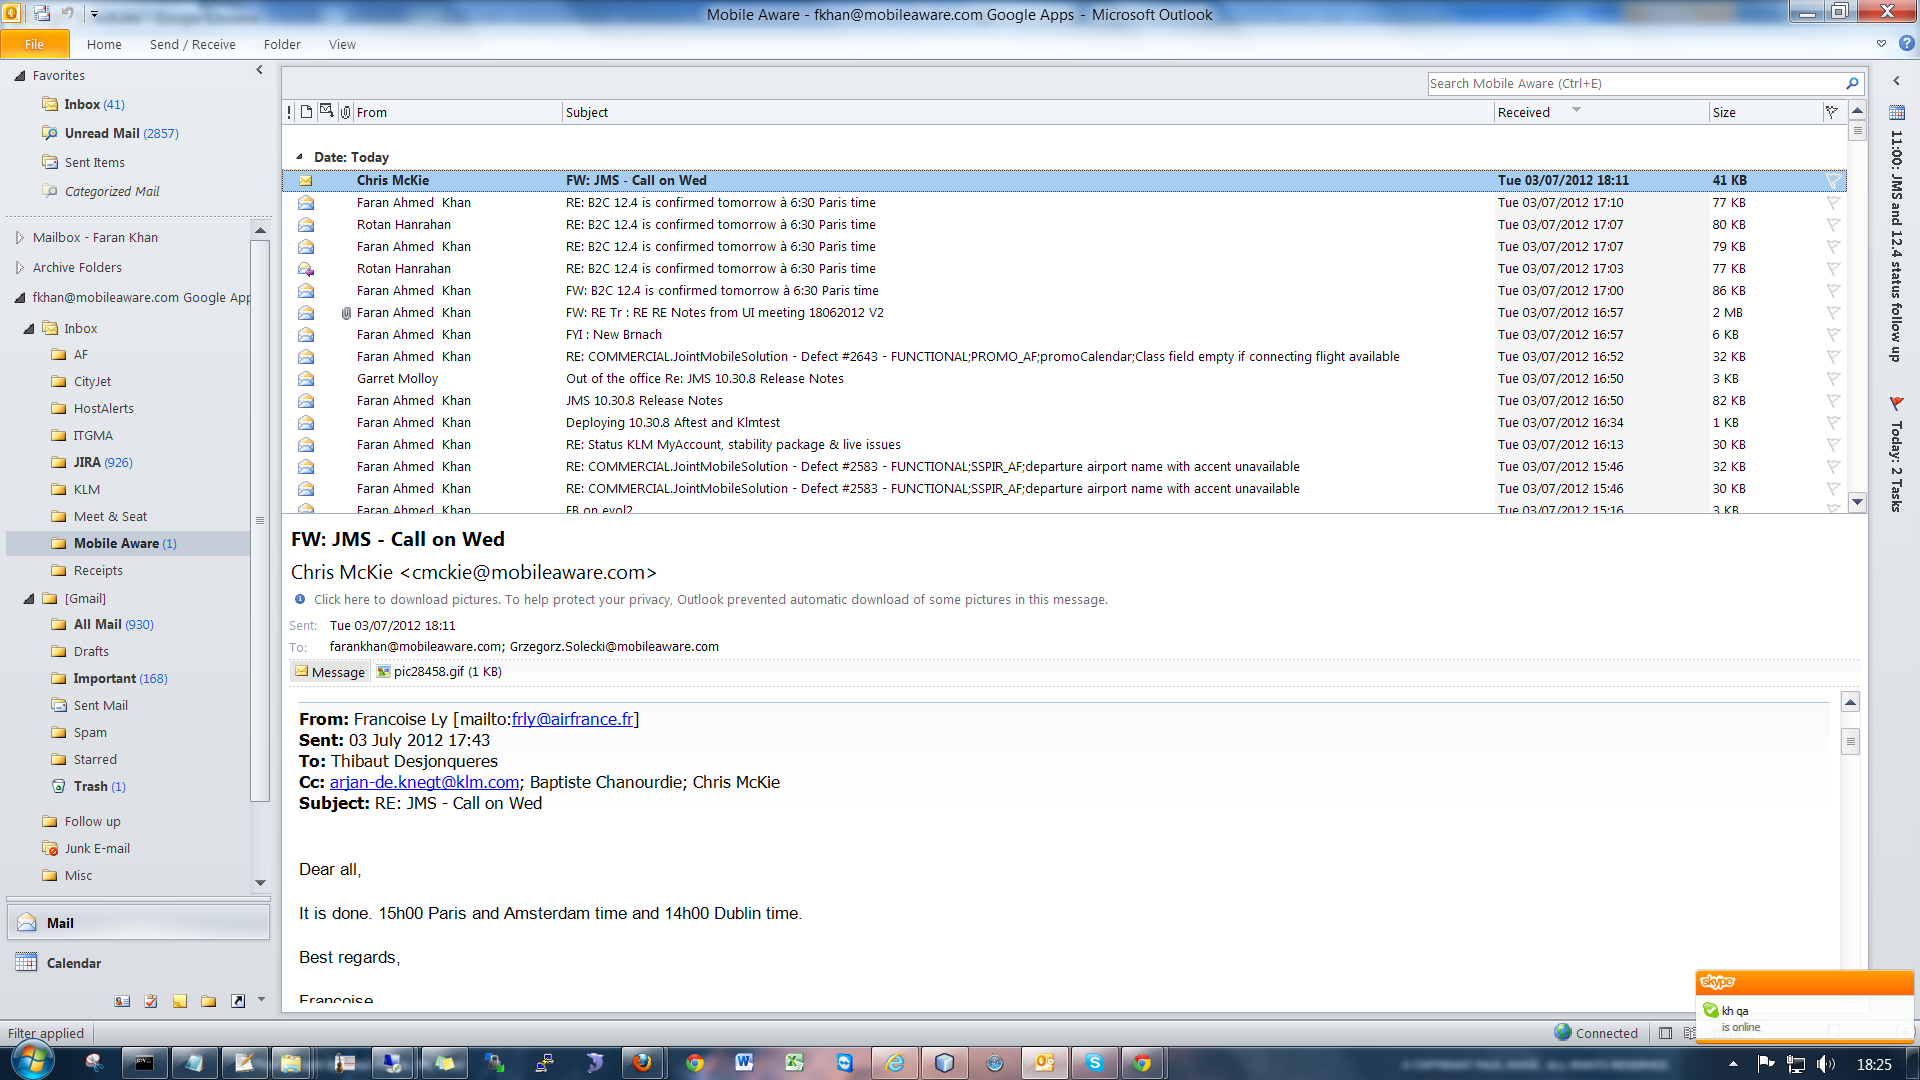 Mobile Aware - fkhan@mobileaware.com Google Apps - Microsoft Outlook
File Home Send / Receive Folder View
Favorites
Inbox (41)
Unread Mail (2857)
Sent Items
Categorized Mail
Mailbox - Faran Khan
Archive Folders
fkhan@mobileaware.com Google App
Inbox
AF
CityJet
HostAlerts
ITGMA
JIRA (926)
KLM
Meet & Seat
Mobile Aware (1)
Receipts
[Gmail]
All Mail (930)
Drafts
Important (168)
Sent Mail
Spam
Starred
Trash (1)
Follow up
Junk E-mail
Misc
Mail
Calendar
Search Mobile Aware (Ctrl+E)
From Subject Received Size
Date: Today
Chris McKie FW: JMS - Call on Wed Tue 03/07/2012 18:11 41 KB
Faran Ahmed Khan RE: B2C 12.4 is confirmed tomorrow à 6:30 Paris time Tue 03/07/2012 17:10 77 KB
Rotan Hanrahan RE: B2C 12.4 is confirmed tomorrow à 6:30 Paris time Tue 03/07/2012 17:07 80 KB
Faran Ahmed Khan RE: B2C 12.4 is confirmed tomorrow à 6:30 Paris time Tue 03/07/2012 17:07 79 KB
Rotan Hanrahan RE: B2C 12.4 is confirmed tomorrow à 6:30 Paris time Tue 03/07/2012 17:03 77 KB
Faran Ahmed Khan FW: B2C 12.4 is confirmed tomorrow à 6:30 Paris time Tue 03/07/2012 17:00 86 KB
Faran Ahmed Khan FW: RE Tr : RE RE Notes from UI meeting 18062012 V2 Tue 03/07/2012 16:57 2 MB
Faran Ahmed Khan FYI : New Brnach Tue 03/07/2012 16:57 6 KB
Faran Ahmed Khan RE: COMMERCIAL.JointMobileSolution - Defect #2643 - FUNCTIONAL;PROMO_AF;promoCalendar;Class field empty if connecting flight available Tue 03/07/2012 16:52 32 KB
Garret Molloy Out of the office Re: JMS 10.30.8 Release Notes Tue 03/07/2012 16:50 3 KB
Faran Ahmed Khan JMS 10.30.8 Release Notes Tue 03/07/2012 16:50 82 KB
Faran Ahmed Khan Deploying 10.30.8 Aftest and Klmtest Tue 03/07/2012 16:34 1 KB
Faran Ahmed Khan RE: Status KLM MyAccount, stability package & live issues Tue 03/07/2012 16:13 30 KB
Faran Ahmed Khan RE: COMMERCIAL.JointMobileSolution - Defect #2583 - FUNCTIONAL;SSPIR_AF;departure airport name with accent unavailable Tue 03/07/2012 15:46 32 KB
Faran Ahmed Khan RE: COMMERCIAL.JointMobileSolution - Defect #2583 - FUNCTIONAL;SSPIR_AF;departure airport name with accent unavailable Tue 03/07/2012 15:46 30 KB
Faran Ahmed Khan FB on evol2 Tue 03/07/2012 15:16 3 KB
FW: JMS - Call on Wed
Chris McKie <cmckie@mobileaware.com>
Click here to download pictures. To help protect your privacy, Outlook prevented automatic download of some pictures in this message.
Sent: Tue 03/07/2012 18:11
To: farankhan@mobileaware.com; Grzegorz.Solecki@mobileaware.com
Message pic28458.gif (1 KB)
From: Francoise Ly [mailto:frly@airfrance.fr]
Sent: 03 July 2012 17:43
To: Thibaut Desjonqueres
Cc: arjan-de.knegt@klm.com; Baptiste Chanourdie; Chris McKie
Subject: RE: JMS - Call on Wed
Dear all,
It is done. 15h00 Paris and Amsterdam time and 14h00 Dublin time.
Best regards,
Francoise
11:00: JMS and 12.4 status follow up
Today: 2 Tasks
skype
kh qa
is online
Filter applied
Connected
18:25